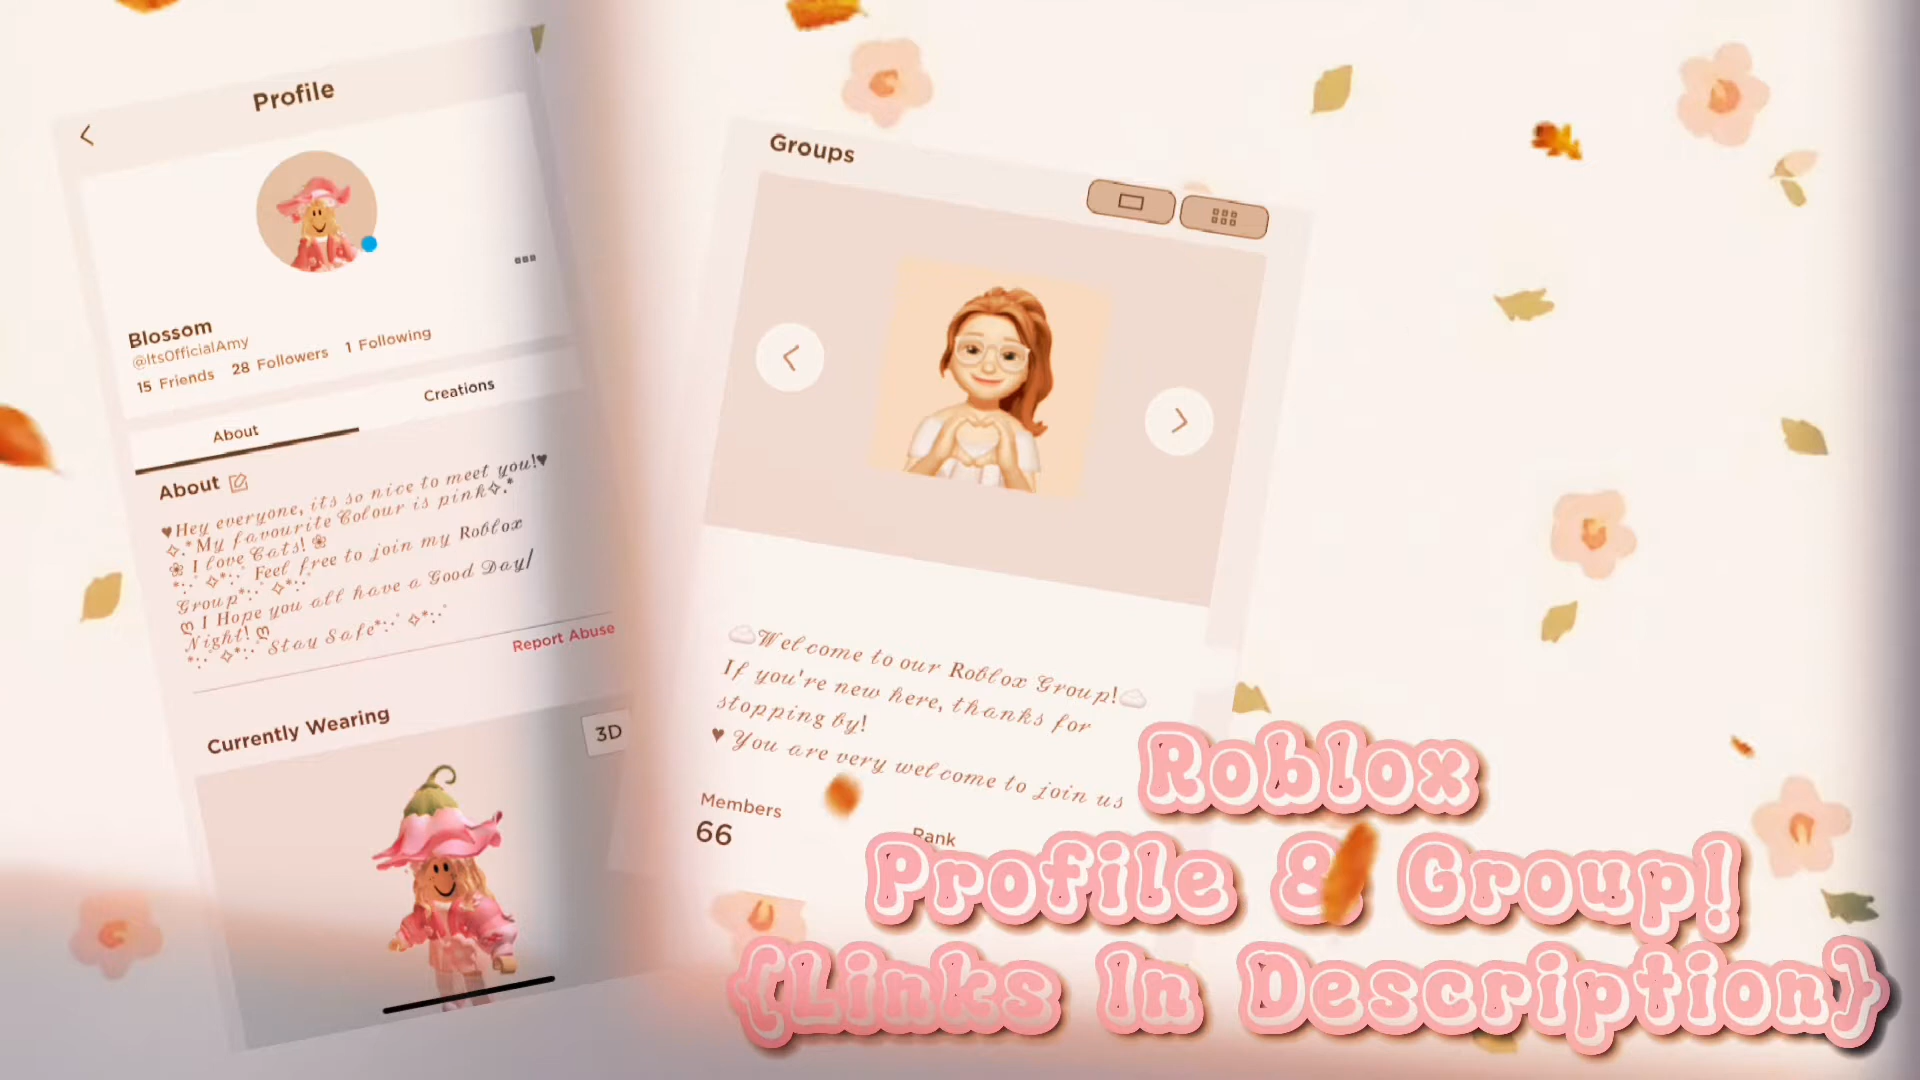 Profile
Blossom
@ItsOfficialAmy
15 Friends 28 Followers 1 Following
About
Creations
About
♥Hey everyone, its so nice to meet you!♥
✧.*My favourite Colour is pink✧.*
❀ I love Cats! ❀
*:·゚✧*:·゚ Feel free to join my Roblox
Group*:·゚✧*:·゚
ღ I Hope you all have a Good Day/
Night! ღ
*:·゚✧*:·゚Stay Safe*:·゚✧*:·゚
Report Abuse
Currently Wearing
3D
Groups
☁️Welcome to our Roblox Group!☁️
If you're new here, thanks for
stopping by!
♥ You are very welcome to join us
Members
66
Rank
Roblox
Profile & Group!
{Links In Description}